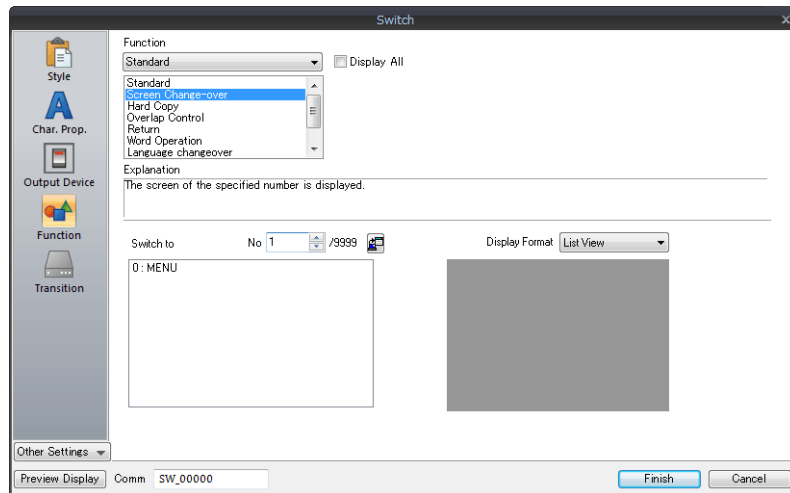 Switch
x
Style
Char. Prop.
Output Device
Function
Transition
Other Settings
Function
Standard
Display All
Standard
Screen Change-over
Hard Copy
Overlap Control
Return
Word Operation
Language changeover
Explanation
The screen of the specified number is displayed.
Switch to No 1 /9999
Display Format List View
0 : MENU
Preview Display Comm SW_00000 Finish Cancel